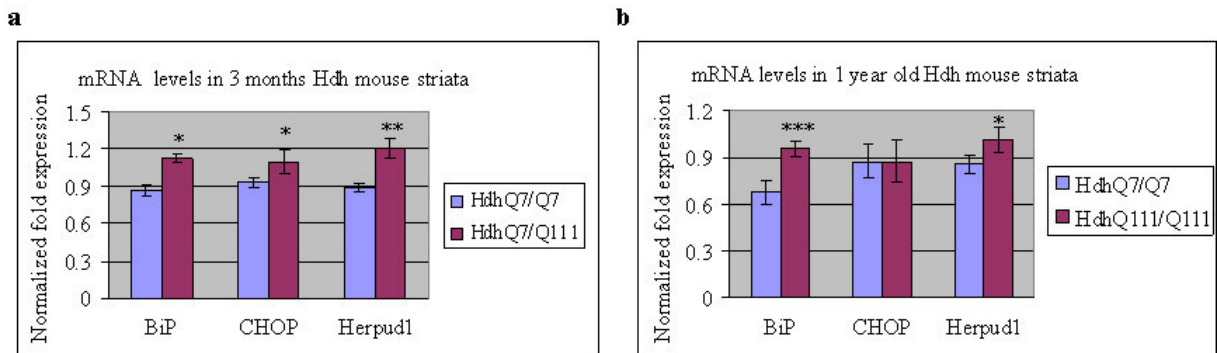 a
mRNA levels in 3 months Hdh mouse striata
Normalized fold expression
1.5
1.2
0.9
0.6
0.3
0
*
*
**
BiP
CHOP
Herpud1
HdhQ7/Q7
HdhQ7/Q111
b
mRNA levels in 1 year old Hdh mouse striata
Normalized fold expression
1.2
0.9
0.6
0.3
0
***
*
BiP
CHOP
Herpud1
HdhQ7/Q7
HdhQ111/Q111